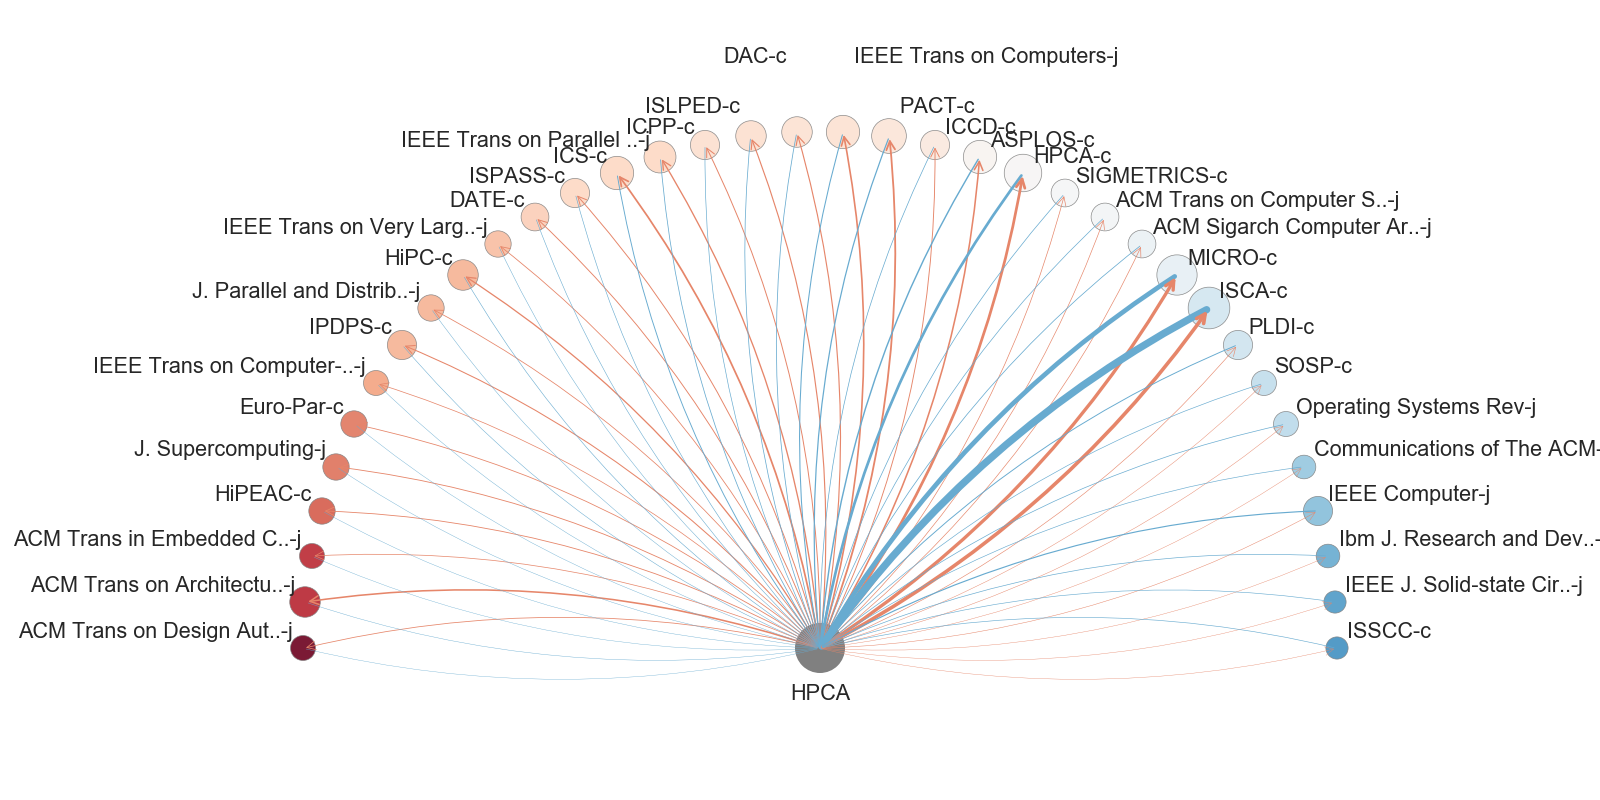 DAC-c
IEEE Trans on Computers-j
ISLPED-c
PACT-c
ICPP-c
ICCD-c
IEEE Trans on Parallel ..-j
ASPLOS-c
ICS-c
HPCA-c
ISPASS-c
SIGMETRICS-c
DATE-c
ACM Trans on Computer S..-j
IEEE Trans on Very Larg..-j
ACM Sigarch Computer Ar..-j
HiPC-c
MICRO-c
J. Parallel and Distrib..-j
ISCA-c
IPDPS-c
PLDI-c
IEEE Trans on Computer-..-j
SOSP-c
Euro-Par-c
Operating Systems Rev-j
J. Supercomputing-j
Communications of The ACM-
HiPEAC-c
IEEE Computer-j
ACM Trans in Embedded C..-j
Ibm J. Research and Dev..-
ACM Trans on Architectu..-j
IEEE J. Solid-state Cir..-j
ACM Trans on Design Aut..-j
ISSCC-c
HPCA